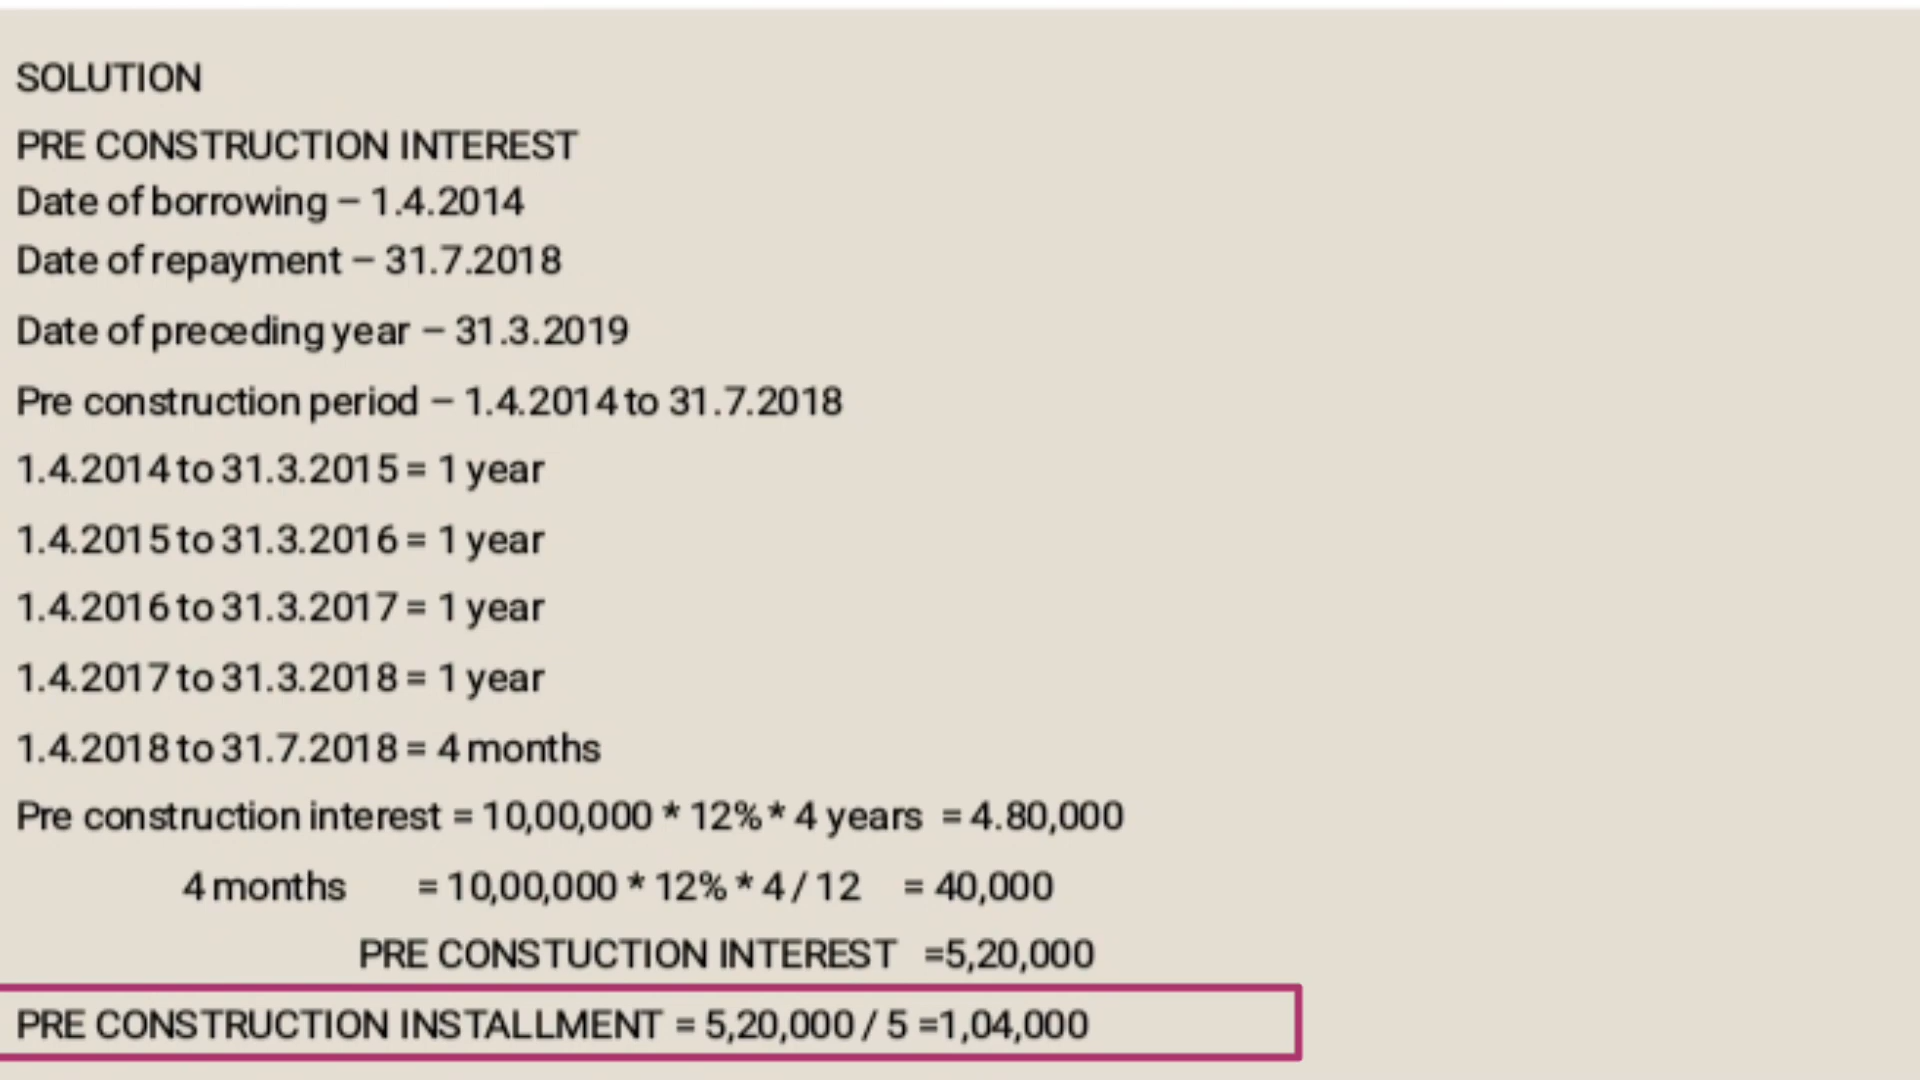 SOLUTION
PRE CONSTRUCTION INTEREST
Date of borrowing – 1.4.2014
Date of repayment – 31.7.2018
Date of preceding year – 31.3.2019
Pre construction period – 1.4.2014 to 31.7.2018
1.4.2014 to 31.3.2015 = 1 year
1.4.2015 to 31.3.2016 = 1 year
1.4.2016 to 31.3.2017 = 1 year
1.4.2017 to 31.3.2018 = 1 year
1.4.2018 to 31.7.2018 = 4 months
Pre construction interest = 10,00,000 * 12% * 4 years = 4.80,000
4 months = 10,00,000 * 12% * 4 / 12 = 40,000
PRE CONSTUCTION INTEREST =5,20,000
PRE CONSTRUCTION INSTALLMENT = 5,20,000 / 5 =1,04,000